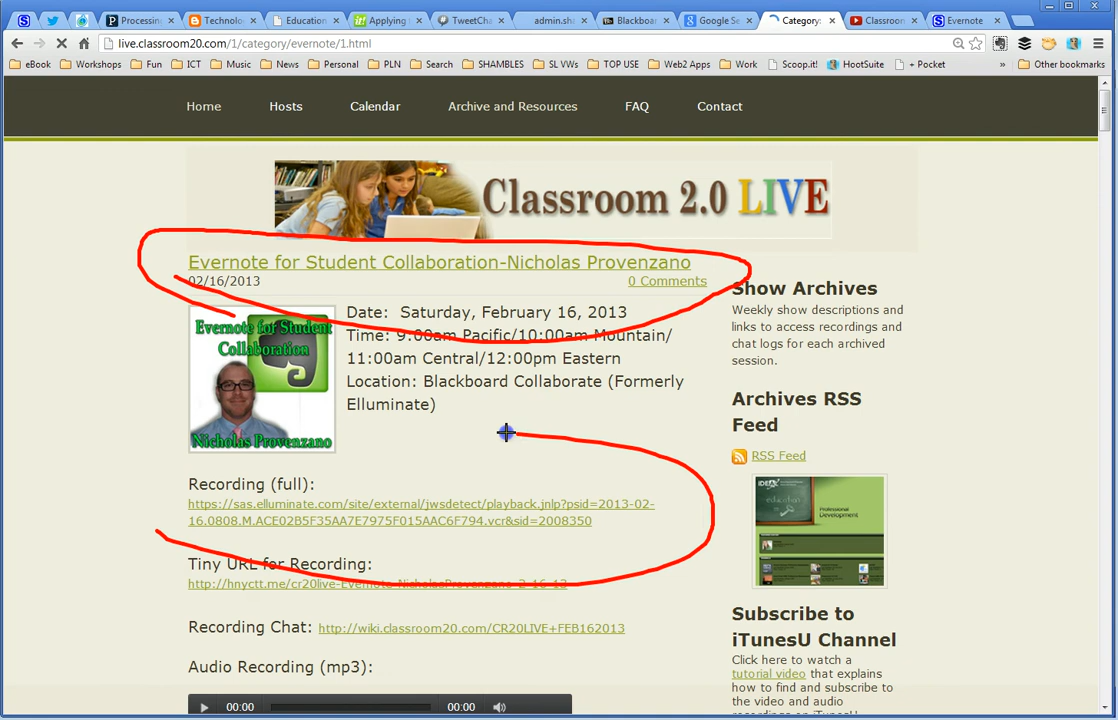 Processing
Technolo
Education
Applying
TweetCha
admin.sha
Blackboar
Google Se
Category:
Classroom
Evernote
live.classroom20.com/1/category/evernote/1.html
eBook Workshops Fun ICT Music News Personal PLN Search SHAMBLES SL VWs TOP USE Web2 Apps Work Scoop.it! HootSuite + Pocket » Other bookmarks
Home Hosts Calendar Archive and Resources FAQ Contact
Classroom 2.0 LIVE
Evernote for Student Collaboration-Nicholas Provenzano
02/16/2013 0 Comments
Evernote for Student
Collaboration
Nicholas Provenzano
Date: Saturday, February 16, 2013
Time: 9:00am Pacific/10:00am Mountain/
11:00am Central/12:00pm Eastern
Location: Blackboard Collaborate (Formerly
Elluminate)
Recording (full):
https://sas.elluminate.com/site/external/jwsdetect/playback.jnlp?psid=2013-02-
16.0808.M.ACE02B5F35AA7E7975F015AAC6F794.vcr&sid=2008350
Tiny URL for Recording:
http://hnyctt.me/cr20live-Evernote-NicholasProvenzano-2-16-13
Recording Chat: http://wiki.classroom20.com/CR20LIVE+FEB162013
Audio Recording (mp3):
00:00 00:00
Show Archives
Weekly show descriptions and
links to access recordings and
chat logs for each archived
session.
Archives RSS
Feed
RSS Feed
Professional
Development
Subscribe to
iTunesU Channel
Click here to watch a
tutorial video that explains
how to find and subscribe to
the video and audio
recordings on iTunesU